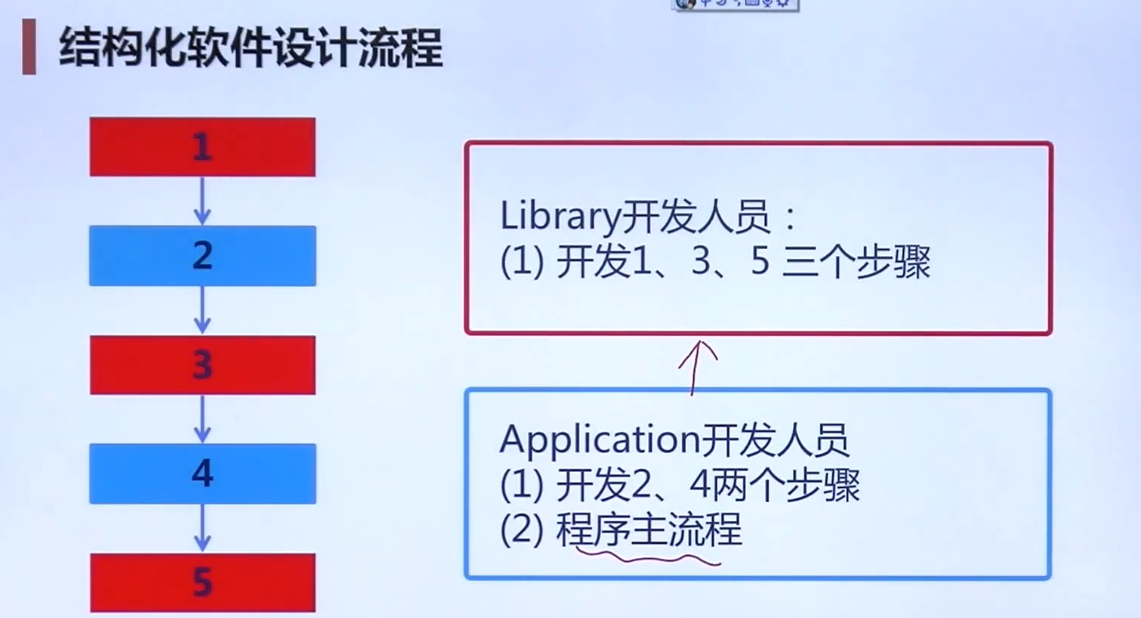 结构化软件设计流程
1
2
3
4
5
Library开发人员：
(1) 开发1、3、5 三个步骤
Application开发人员
(1) 开发2、4两个步骤
(2) 程序主流程